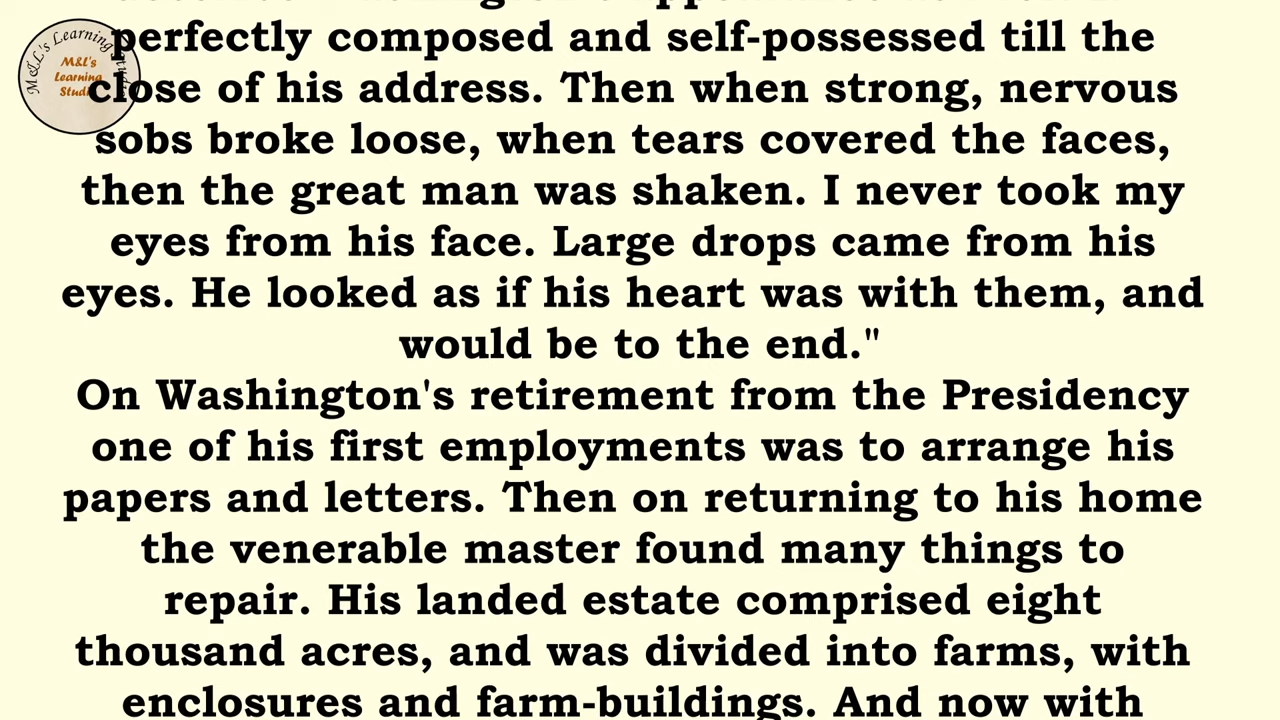 perfectly composed and self-possessed till the
close of his address. Then when strong, nervous
sobs broke loose, when tears covered the faces,
then the great man was shaken. I never took my
eyes from his face. Large drops came from his
eyes. He looked as if his heart was with them, and
would be to the end."
On Washington's retirement from the Presidency
one of his first employments was to arrange his
papers and letters. Then on returning to his home
the venerable master found many things to
repair. His landed estate comprised eight
thousand acres, and was divided into farms, with
enclosures and farm-buildings. And now with
M&L's Learning
M&L's
Learning